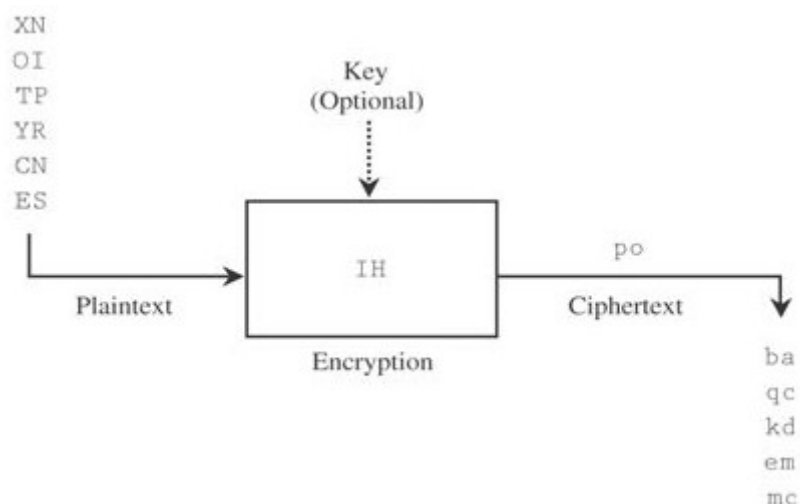 XN
OI
TP
YR
CN
ES
Key
(Optional)
IH
po
Plaintext
Ciphertext
Encryption
ba
qc
kd
em
mc